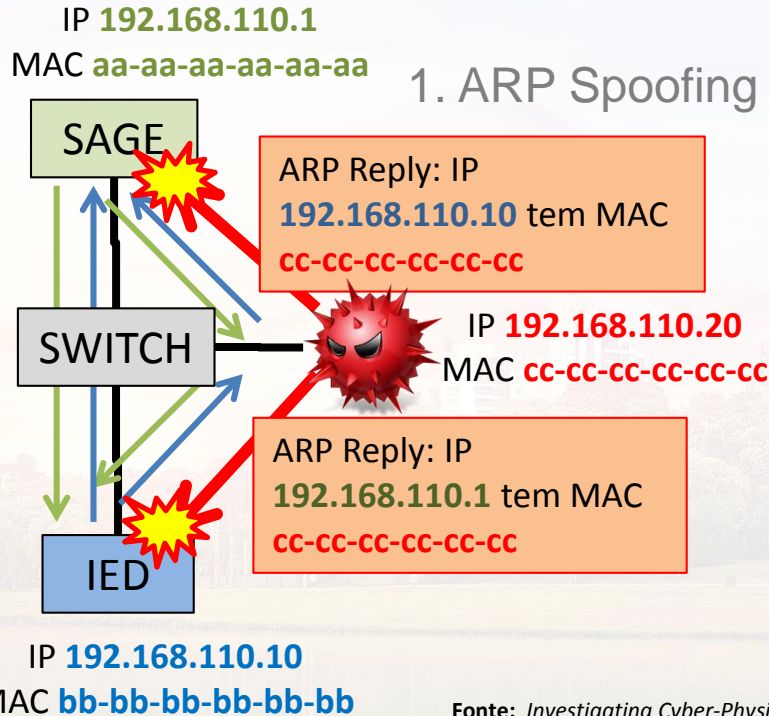 IP 192.168.110.1
MAC aa-aa-aa-aa-aa-aa
1. ARP Spoofing
SAGE
ARP Reply: IP
192.168.110.10 tem MAC
cc-cc-cc-cc-cc-cc
SWITCH
IP 192.168.110.20
MAC cc-cc-cc-cc-cc-cc
ARP Reply: IP
192.168.110.1 tem MAC
cc-cc-cc-cc-cc-cc
IED
IP 192.168.110.10
MAC bb-bb-bb-bb-bb-bb
Fonte: Investigating Cyber-Physi